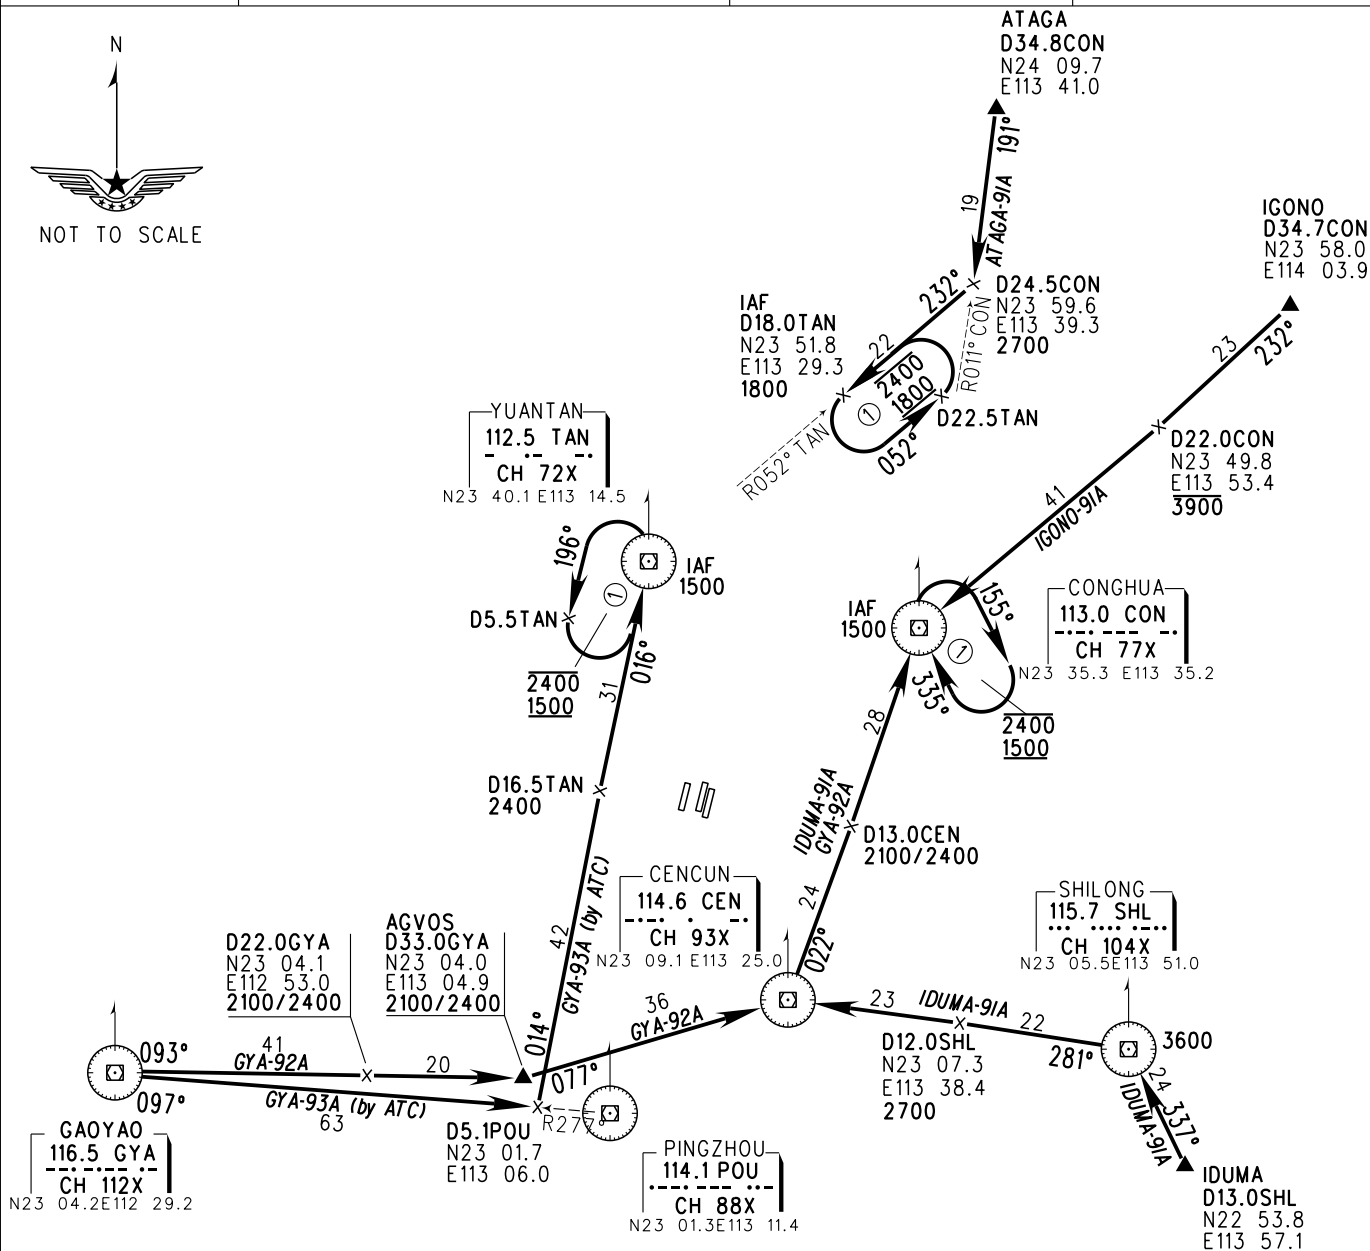 N
NOT TO SCALE
ATAGA
D34.8CON
N24 09.7
E113 41.0
191°
19
ATAGA-91A
IGONO
D34.7CON
N23 58.0
E114 03.9
23
232°
IAF
D18.0TAN
N23 51.8
E113 29.3
1800
232°
22
D24.5CON
N23 59.6
E113 39.3
2700
R011° CON
2400
1800
1
D22.5TAN
052°
R052° TAN
D22.0CON
N23 49.8
E113 53.4
3900
41
IGONO-91A
YUANTAN
112.5 TAN
CH 72X
N23 40.1 E113 14.5
196°
IAF
1500
1
D5.5TAN
016°
2400
1500
31
D16.5TAN
2400
IAF
1500
155°
1
335°
2400
1500
CONGHUA
113.0 CON
CH 77X
N23 35.3 E113 35.2
28
IDUMA-91A
GYA-92A
D13.0CEN
2100/2400
24
022°
CENCUN
114.6 CEN
CH 93X
N23 09.1 E113 25.0
SHILONG
115.7 SHL
CH 104X
N23 05.5E113 51.0
D22.0GYA
N23 04.1
E112 53.0
2100/2400
AGVOS
D33.0GYA
N23 04.0
E113 04.9
2100/2400
42
GYA-93A (by ATC)
014°
36
GYA-92A
077°
23
IDUMA-91A
22
281°
3600
D12.0SHL
N23 07.3
E113 38.4
2700
24
337°
IDUMA-91A
IDUMA
D13.0SHL
N22 53.8
E113 57.1
093°
41
GYA-92A
20
097°
GYA-93A (by ATC)
63
GAOYAO
116.5 GYA
CH 112X
N23 04.2E112 29.2
D5.1POU
N23 01.7
E113 06.0
R277°
PINGZHOU
114.1 POU
CH 88X
N23 01.3E113 11.4